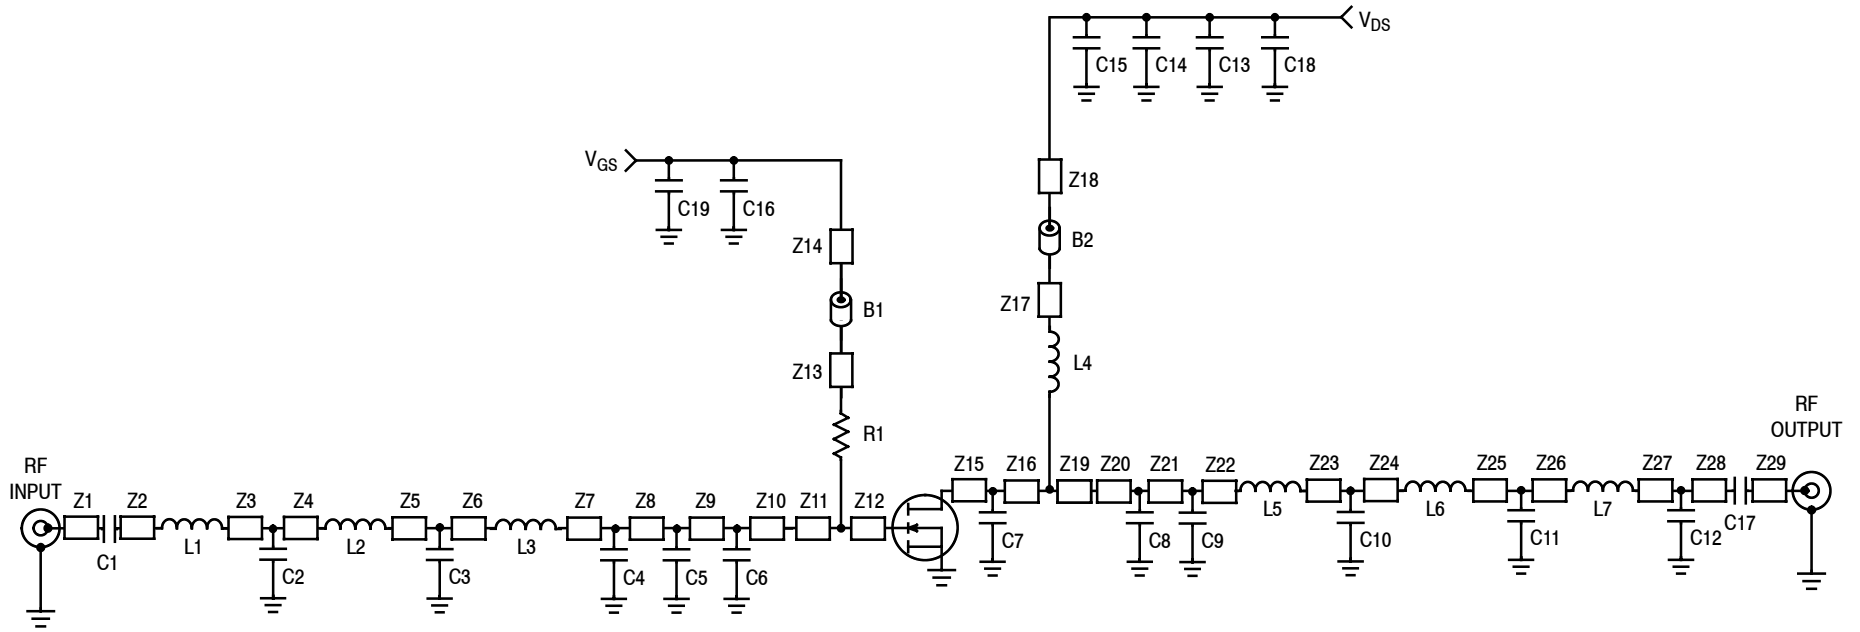 VDS
C15
C14
C13
C18
VGS
C19
C16
Z14
B1
Z13
R1
Z18
B2
Z17
L4
RF
INPUT
Z1
C1
Z2
L1
Z3
C2
Z4
L2
Z5
C3
Z6
L3
Z7
C4
Z8
C5
Z9
C6
Z10
Z11
Z12
Z15
C7
Z16
Z19
Z20
C8
Z21
C9
Z22
L5
Z23
C10
Z24
L6
Z25
C11
Z26
L7
Z27
C12
Z28
C17
Z29
RF
OUTPUT